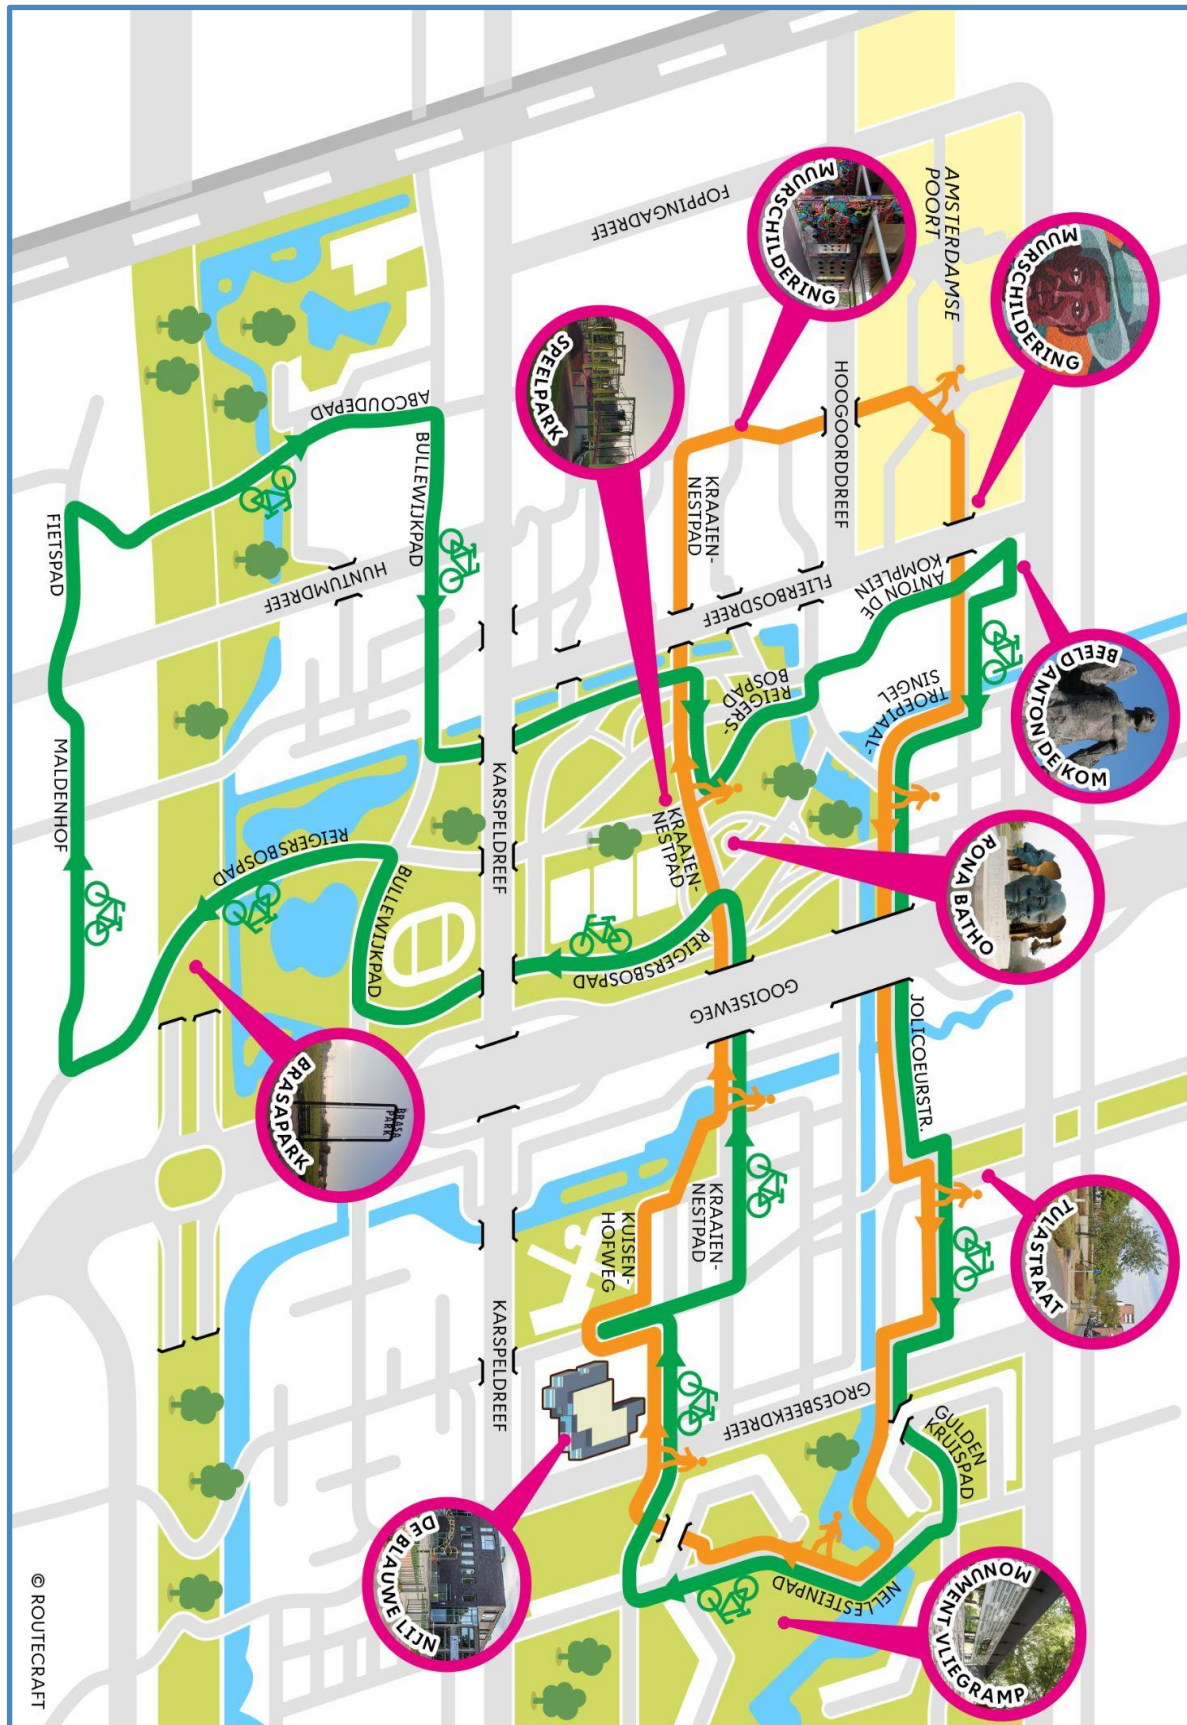 AMSTERDAMSE
POORT
MUURSCHILDERING
MUURSCHILDERING
FOPPINGADREEF
SPEELPARK
HOOGOORDDREEF
KRAAIEN-
NESTPAD
ABCOUDEPAD
BULLEWIJKPAD
FIETSPAD
HUNTUMDREEF
FLIERBOSDREEF
ANTON DE
KOMPLEIN
BEELD ANTON DE KOM
REIGERS-
BOSPAD
TROEPIAAL-
SINGEL
MALDENHOF
KARSPELDREEF
KRAAIEN-
NESTPAD
RONA BATHO
REIGERSBOSPAD
BULLEWIJKPAD
REIGERSBOSPAD
GOOISEWEG
JOLICOEURSTR.
BRASAPARK
BRASA
PARK
TULASTRAAT
KRAAIEN-
NESTPAD
KUISEN-
HOFWEG
KARSPELDREEF
GROESBEEKDREEF
GULDEN
KRUISPAD
NELLESTEINPAD
DE BLAUWE LIJN
MONUMENT VLIEGRAMP
© ROUTECRAFT